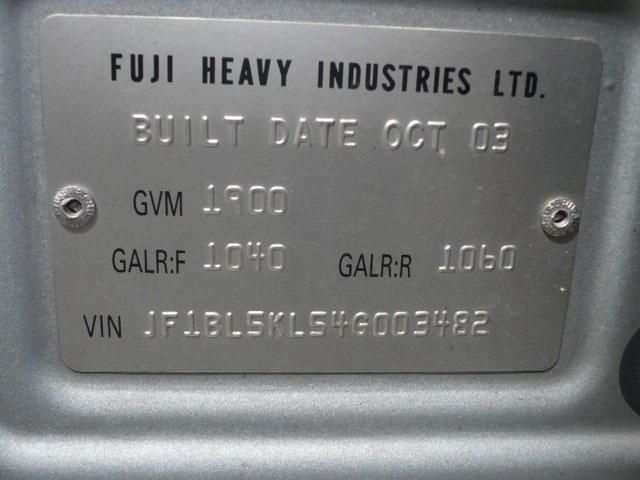 FUJI HEAVY INDUSTRIES LTD.
BUILT DATE OCT 03
GVM 1900
GALR:F 1040 GALR:R 1060
VIN JF1BL5KL54G003482